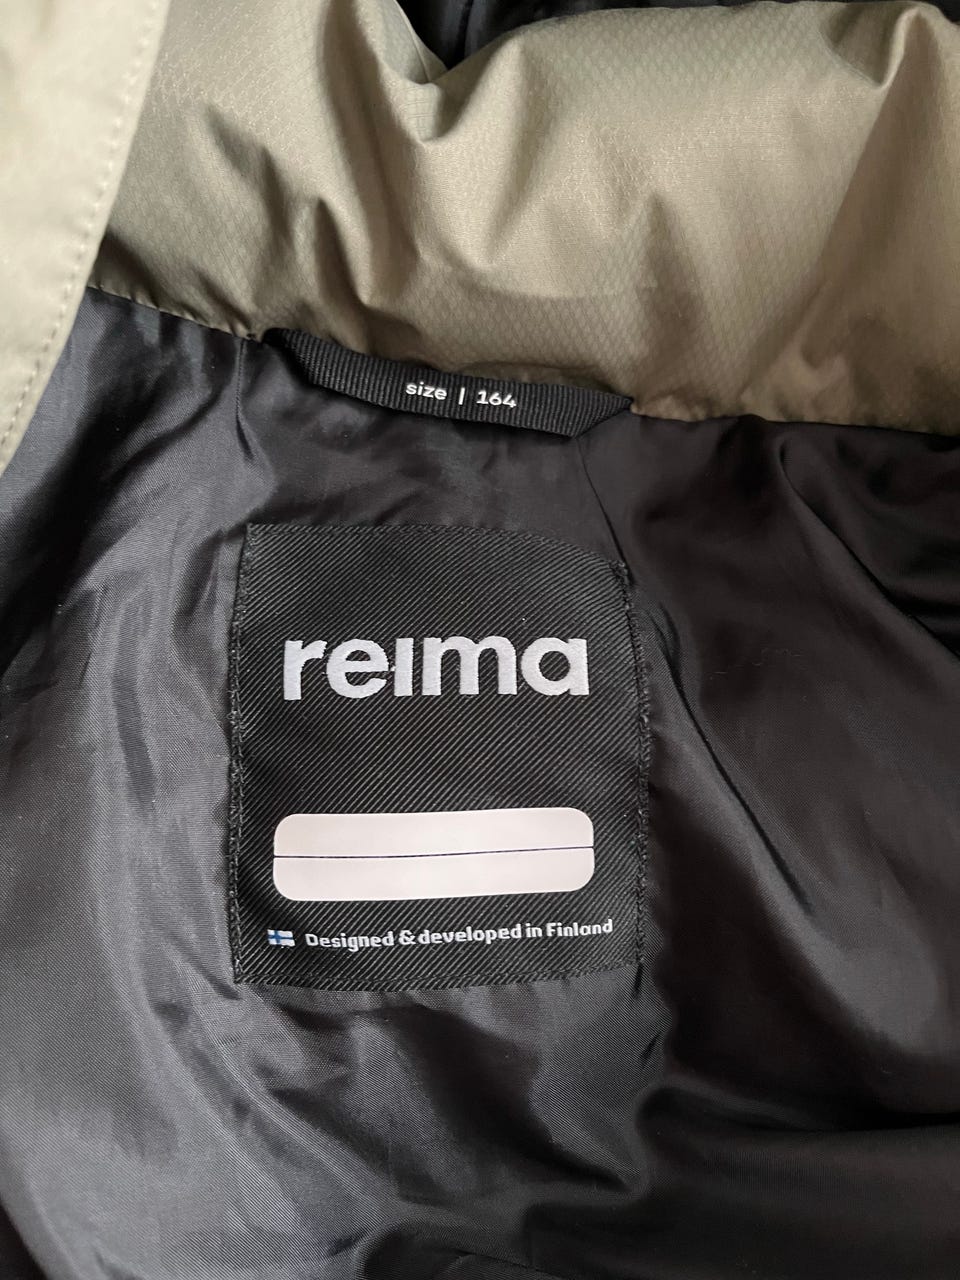 size | 164
reima
Designed & developed in Finland